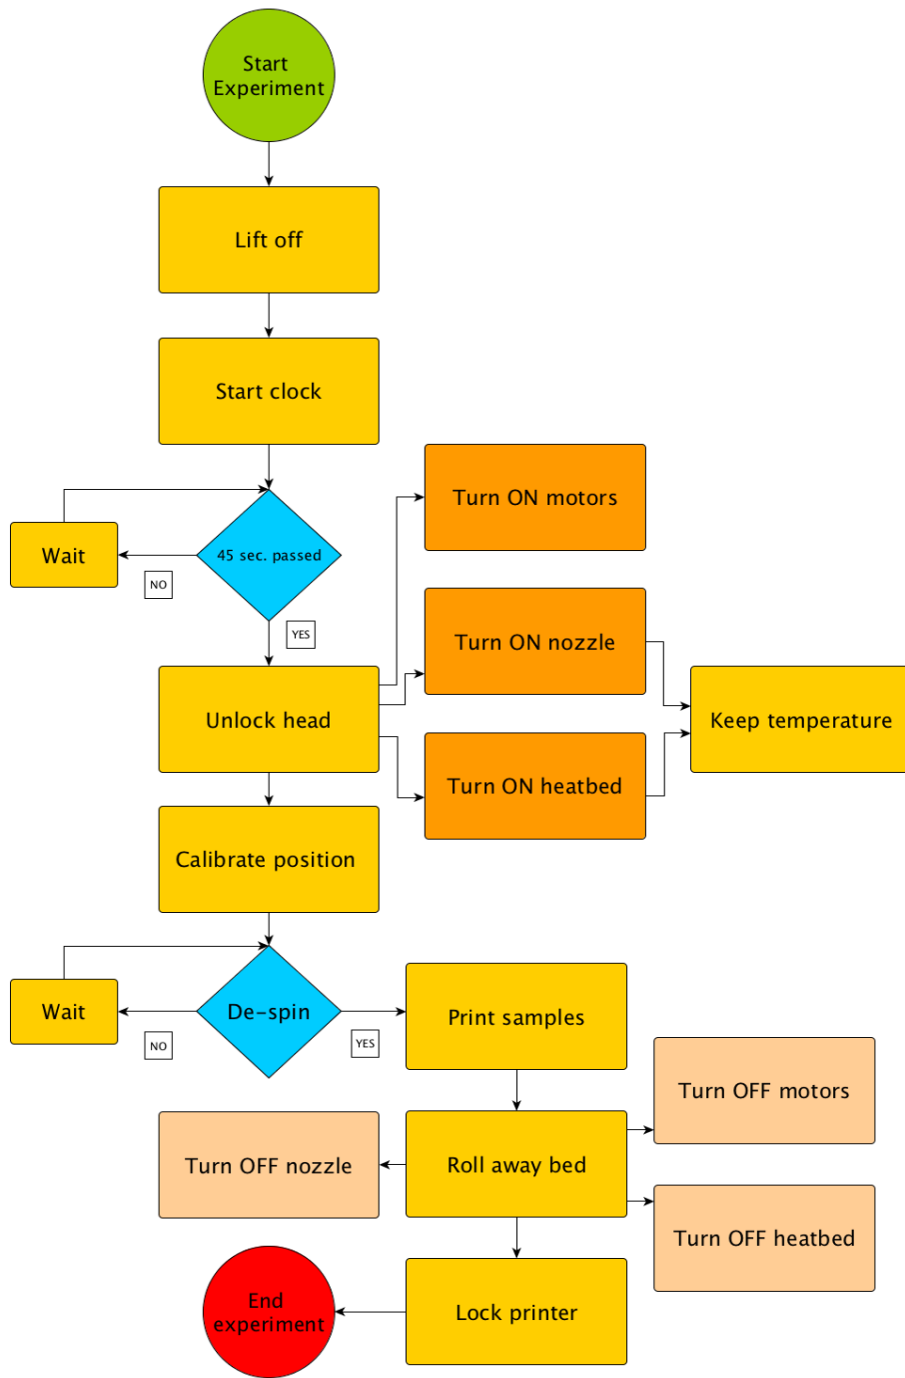 Start
Experiment
Lift off
Start clock
Turn ON motors
45 sec. passed
Wait
NO
YES
Turn ON nozzle
Unlock head
Keep temperature
Turn ON heatbed
Calibrate position
De-spin
Wait
NO
YES
Print samples
Turn OFF motors
Turn OFF nozzle
Roll away bed
Turn OFF heatbed
End
experiment
Lock printer